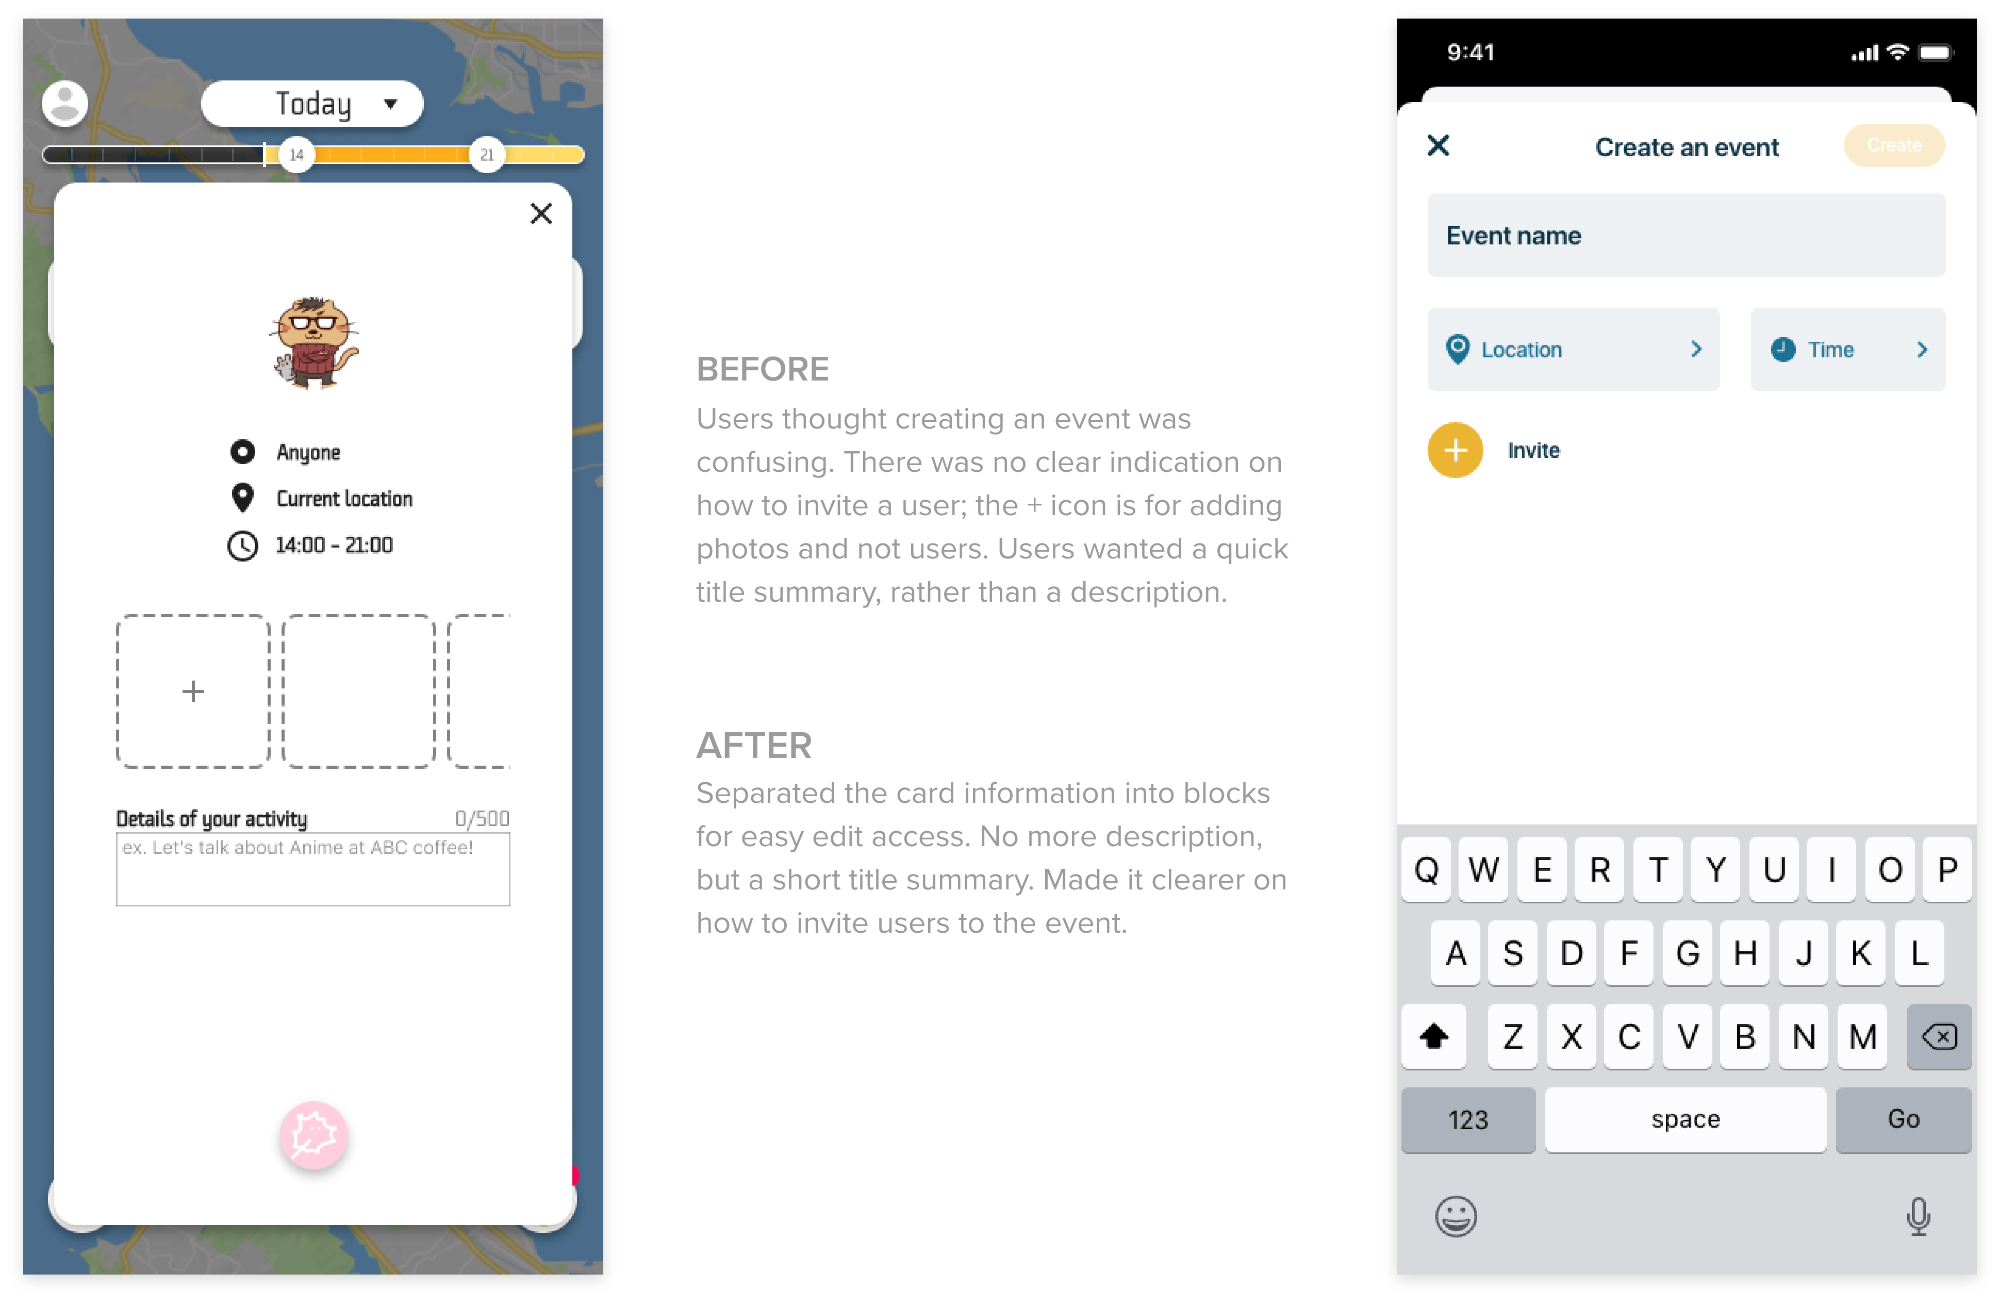 Today
14
21
Anyone
Current location
14:00 - 21:00
+
Details of your activity 0/500
ex. Let's talk about Anime at ABC coffee!
BEFORE
Users thought creating an event was
confusing. There was no clear indication on
how to invite a user; the + icon is for adding
photos and not users. Users wanted a quick
title summary, rather than a description.
AFTER
Separated the card information into blocks
for easy edit access. No more description,
but a short title summary. Made it clearer on
how to invite users to the event.
9:41
Create an event
Create
Event name
Location
Time
+ Invite
Q W E R T Y U I O P
A S D F G H J K L
Z X C V B N M
123 space Go